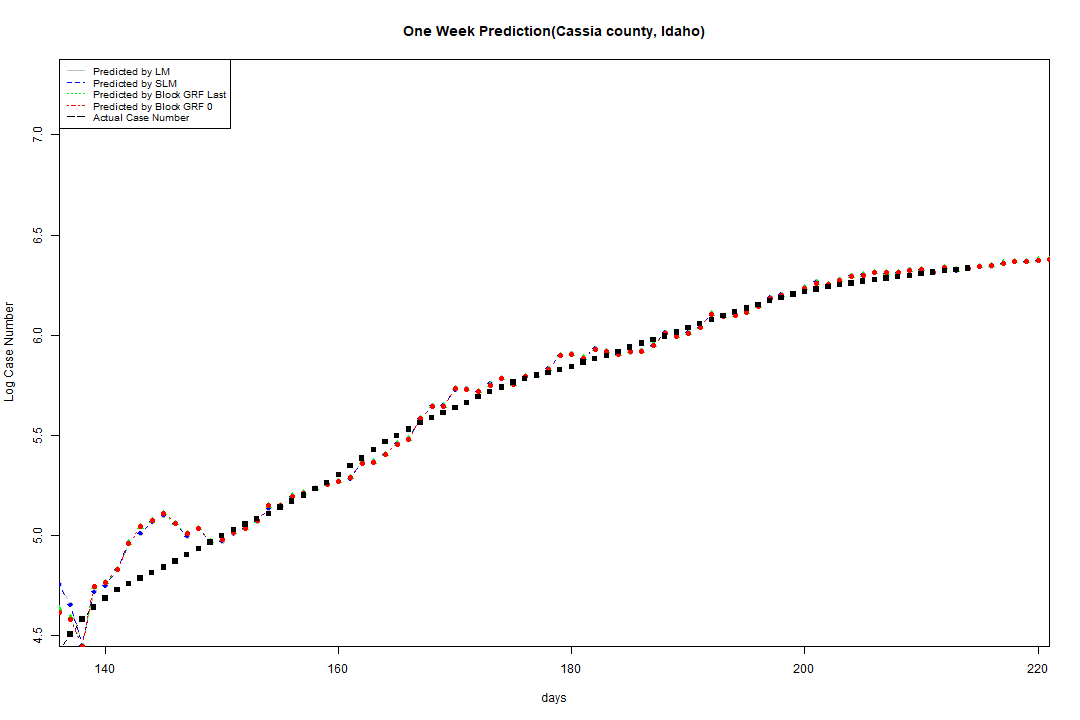 One Week Prediction(Cassia county, Idaho)
Predicted by LM
Predicted by SLM
Predicted by Block GRF Last
Predicted by Block GRF 0
Actual Case Number
7.0
6.5
6.0
5.5
5.0
4.5
Log Case Number
140 160 180 200 220
days